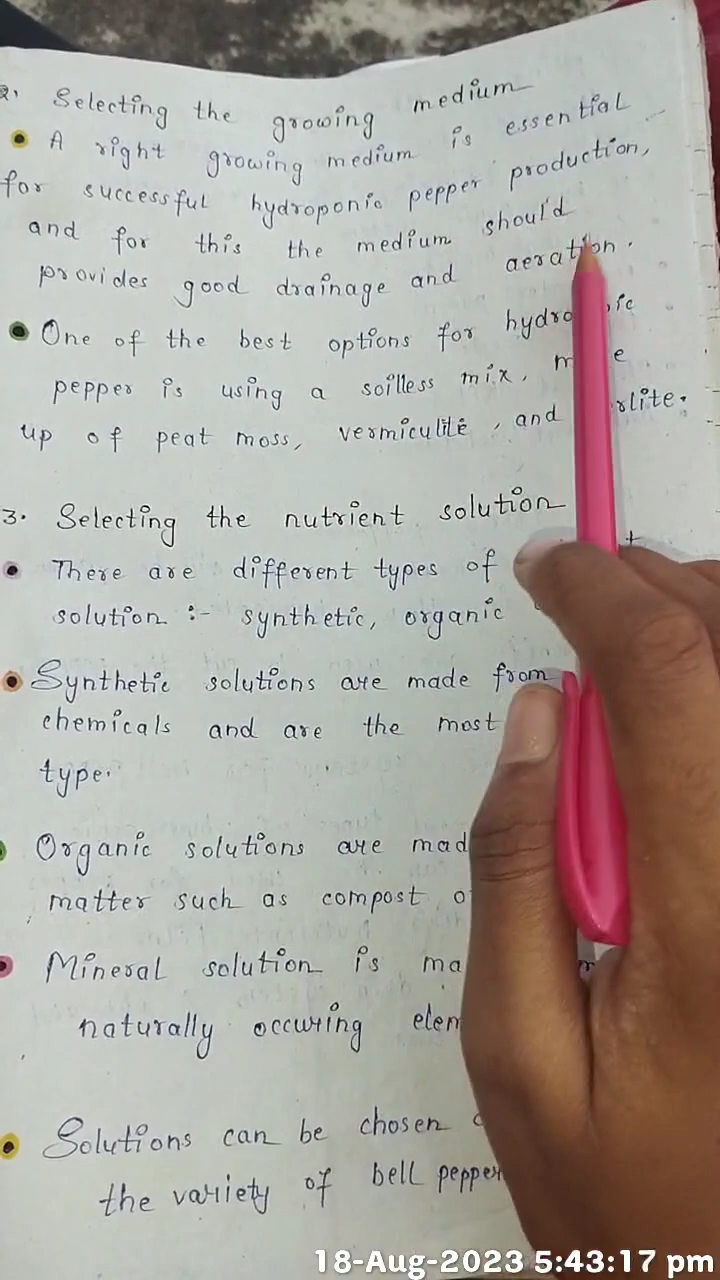 2. Selecting the growing medium
A right growing medium is essential
for successful hydroponic pepper production,
and for this the medium should
provides good drainage and aeration.
One of the best options for
pepper is using a soilless mix,
up of peat moss, vermiculite, and
3. Selecting the nutrient solution
There are different types of
solution :- synthetic, organic
Synthetic solutions are made from
chemicals and are the most
type.
Organic solutions are
matter such as compost
Mineral solution is
naturally occuring
Solutions can be chosen
the variety of bell pepper
18-Aug-2023 5:43:17 pm